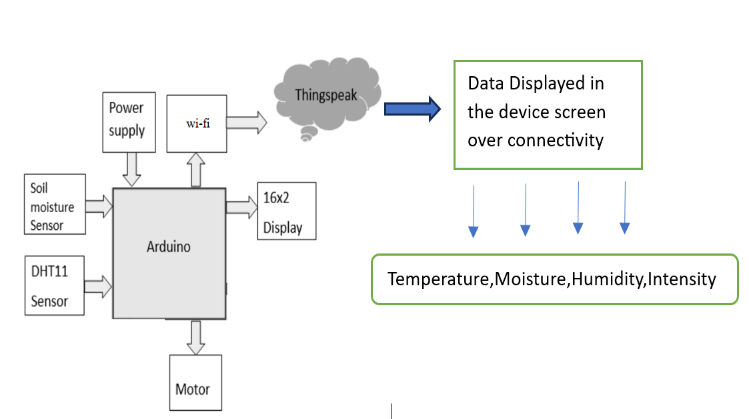 Power
supply
wi-fi
Thingspeak
Data Displayed in
the device screen
over connectivity
Soil
moisture
Sensor
16x2
Display
Arduino
DHT11
Sensor
Temperature,Moisture,Humidity,Intensity
Motor